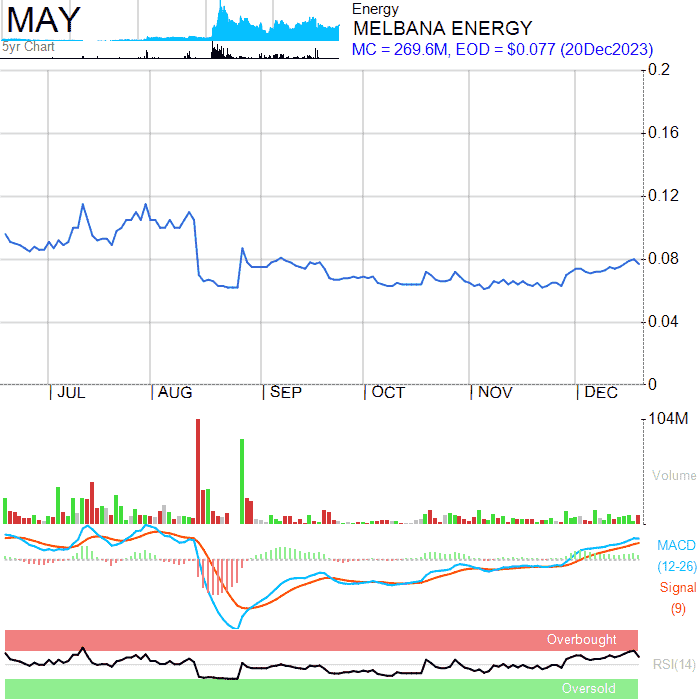 MAY
5yr Chart
Energy
MELBANA ENERGY
MC = 269.6M, EOD = $0.077 (20Dec2023)
0.2
0.16
0.12
0.08
0.04
0
JUL AUG SEP OCT NOV DEC
104M
Volume
MACD
(12-26)
Signal
(9)
Overbought
RSI(14)
Oversold